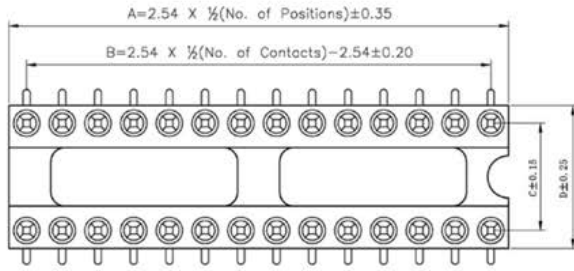 A=2.54 X ½(No. of Positions)±0.35
B=2.54 X ½(No. of Contacts)-2.54±0.20
C±0.15
D±0.25